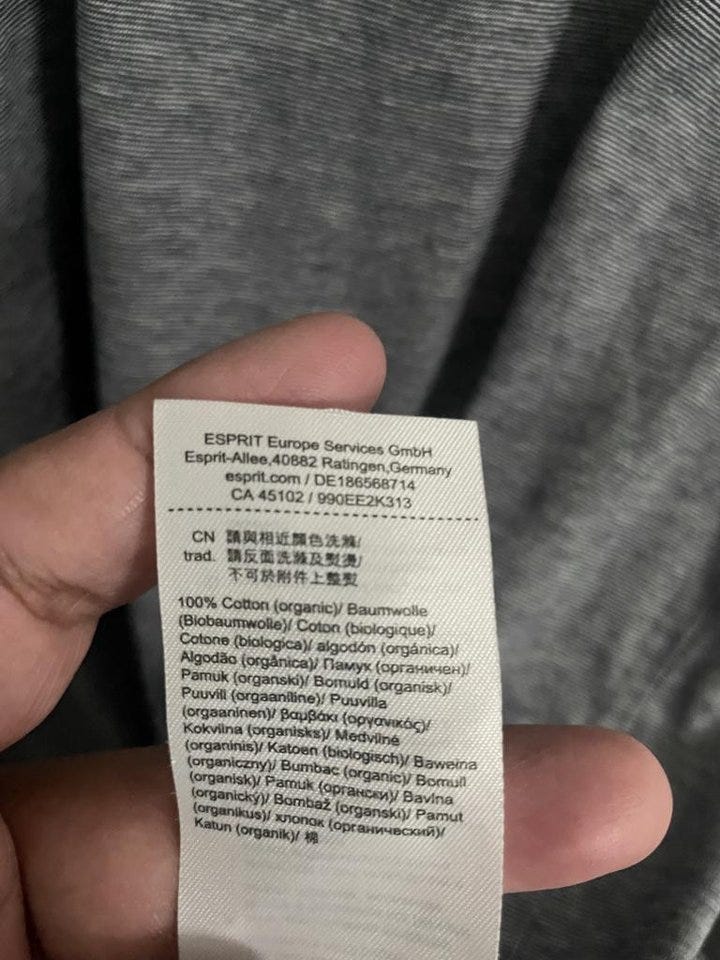 ESPRIT Europe Services GmbH
Esprit-Allee,40882 Ratingen,Germany
esprit.com / DE186568714
CA 45102 / 990EE2K313
CN 請與相近顏色洗滌/
trad. 請反面洗滌及熨燙/
不可於附件上整熨
100% Cotton (organic)/ Baumwolle
(Biobaumwolle)/ Coton (biologique)/
Cotone (biologica)/ algodón (orgánica)/
Algodão (orgânica)/ Памук (органичен)/
Pamuk (organski)/ Bomuld (organisk)/
Puuvill (orgaaniline)/ Puuvilla
(orgaaninen)/ βαμβάκι (οργανικός)/
Kokvilna (organisks)/ Medvilnė
(organinis)/ Katoen (biologisch)/ Bawełna
(organiczny)/ Bumbac (organic)/ Bomull
(organisk)/ Pamuk (органски)/ Bavlna
(organický)/ Bombaž (organski)/ Pamut
(organikus)/ хлопок (органический)/
Katun (organik)/ 棉